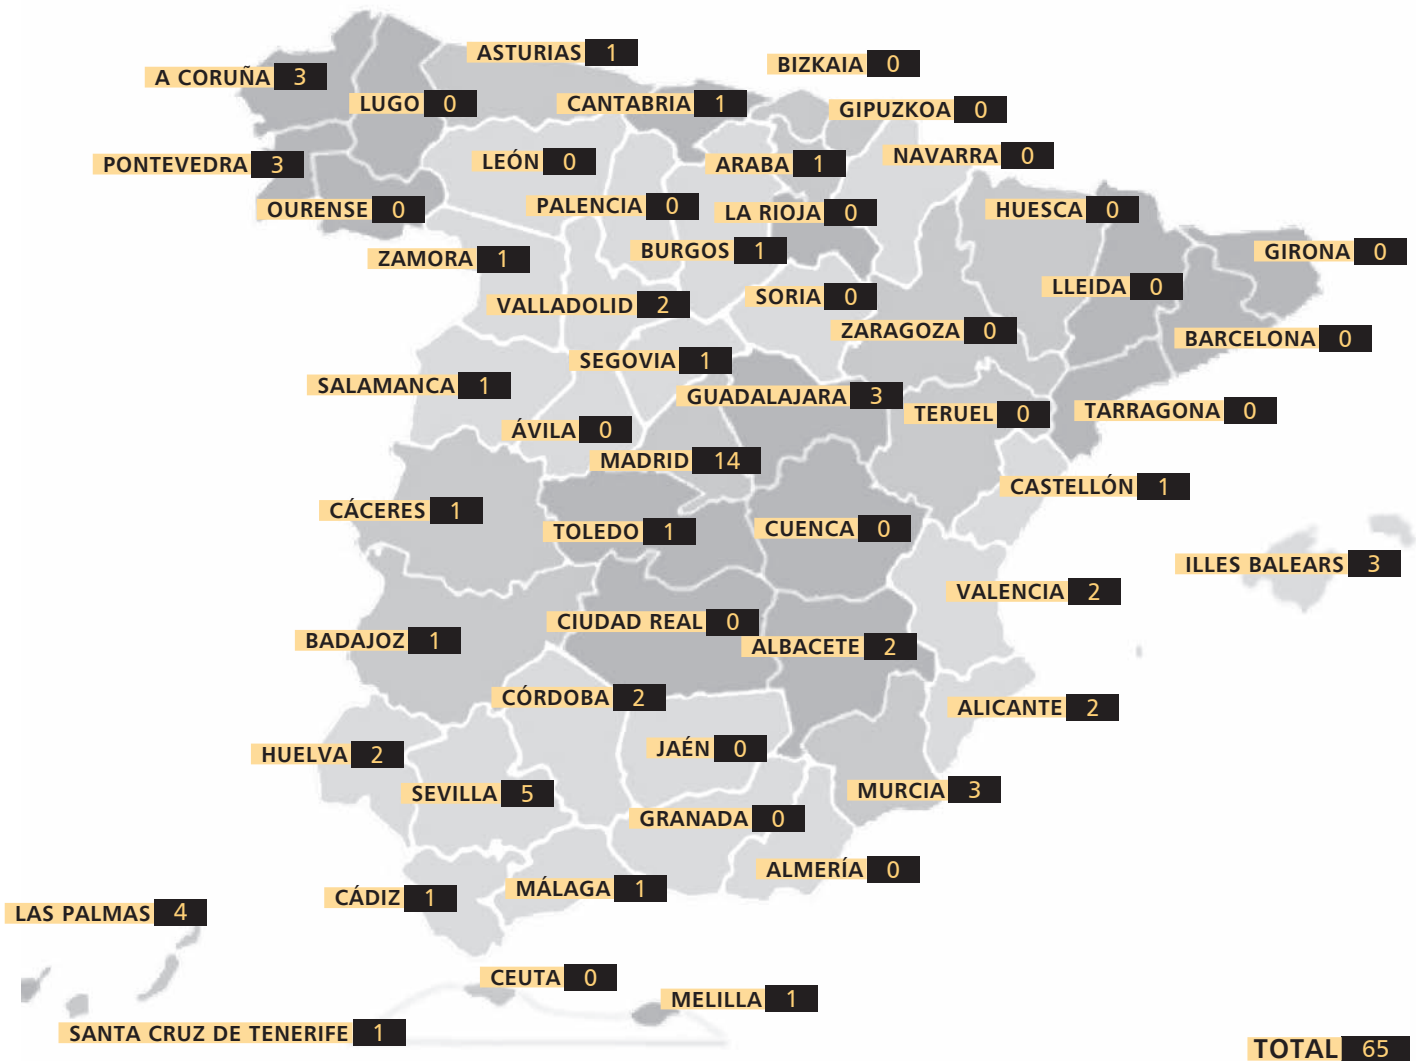 ASTURIAS 1
BIZKAIA 0
A CORUÑA 3
LUGO 0
CANTABRIA 1
GIPUZKOA 0
PONTEVEDRA 3
LEÓN 0
ARABA 1
NAVARRA 0
OURENSE 0
PALENCIA 0
LA RIOJA 0
HUESCA 0
ZAMORA 1
BURGOS 1
GIRONA 0
VALLADOLID 2
SORIA 0
LLEIDA 0
ZARAGOZA 0
BARCELONA 0
SEGOVIA 1
SALAMANCA 1
GUADALAJARA 3
TERUEL 0
TARRAGONA 0
ÁVILA 0
MADRID 14
CASTELLÓN 1
CÁCERES 1
TOLEDO 1
CUENCA 0
ILLES BALEARS 3
VALENCIA 2
CIUDAD REAL 0
BADAJOZ 1
ALBACETE 2
CÓRDOBA 2
ALICANTE 2
HUELVA 2
JAÉN 0
SEVILLA 5
MURCIA 3
GRANADA 0
ALMERÍA 0
CÁDIZ 1
MÁLAGA 1
LAS PALMAS 4
CEUTA 0
MELILLA 1
SANTA CRUZ DE TENERIFE 1
TOTAL 65